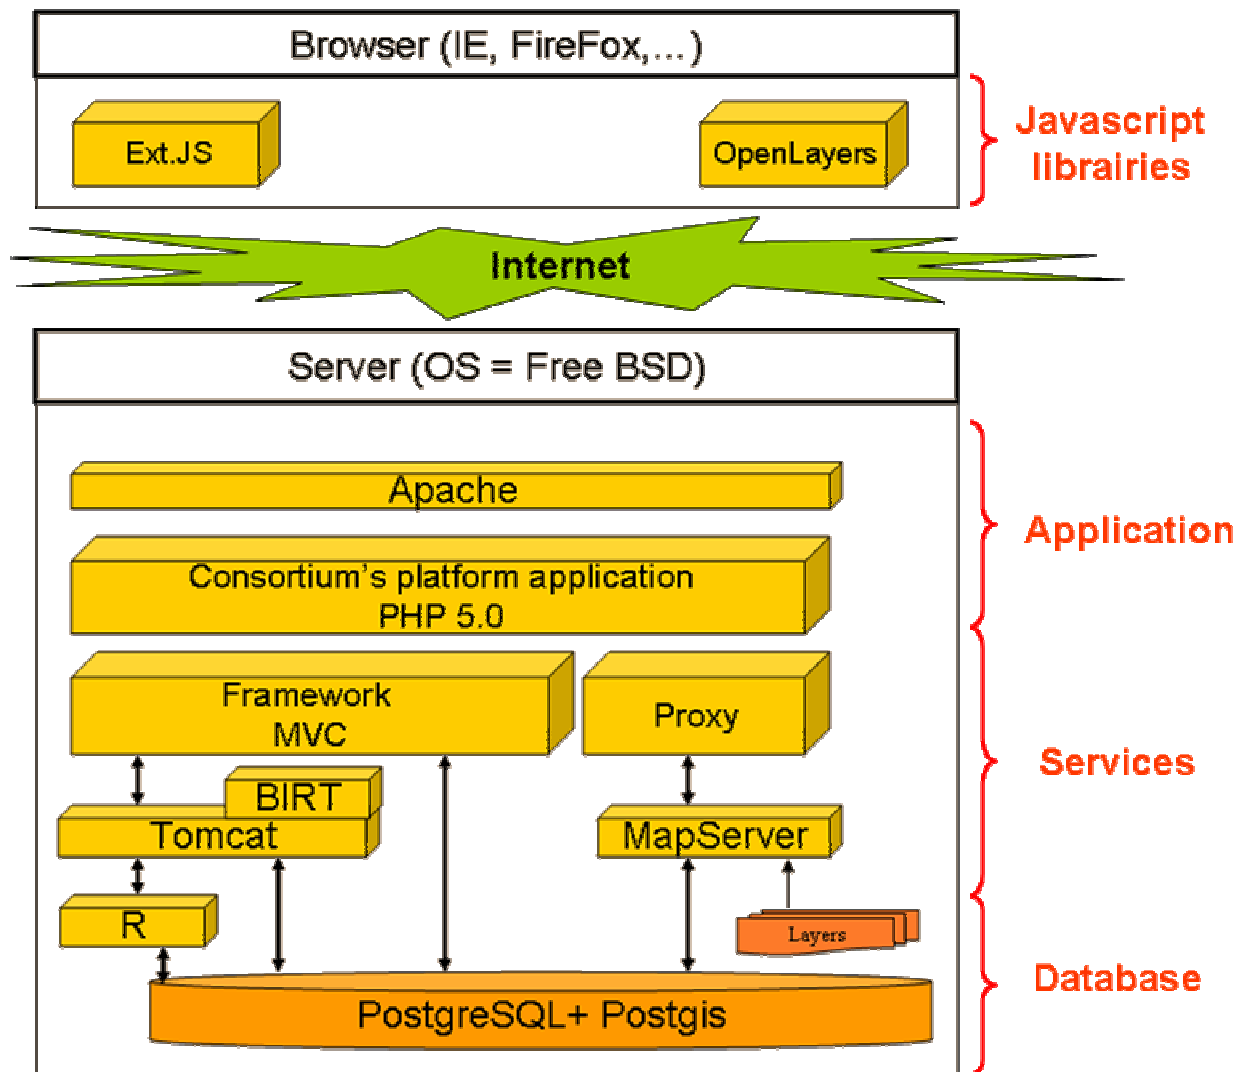 Browser (IE, FireFox,...)
Ext.JS
OpenLayers
Javascript
librairies
Internet
Server (OS = Free BSD)
Apache
Application
Consortium's platform application
PHP 5.0
Framework
MVC
Proxy
Services
BIRT
Tomcat
MapServer
R
Layers
Database
PostgreSQL+ Postgis